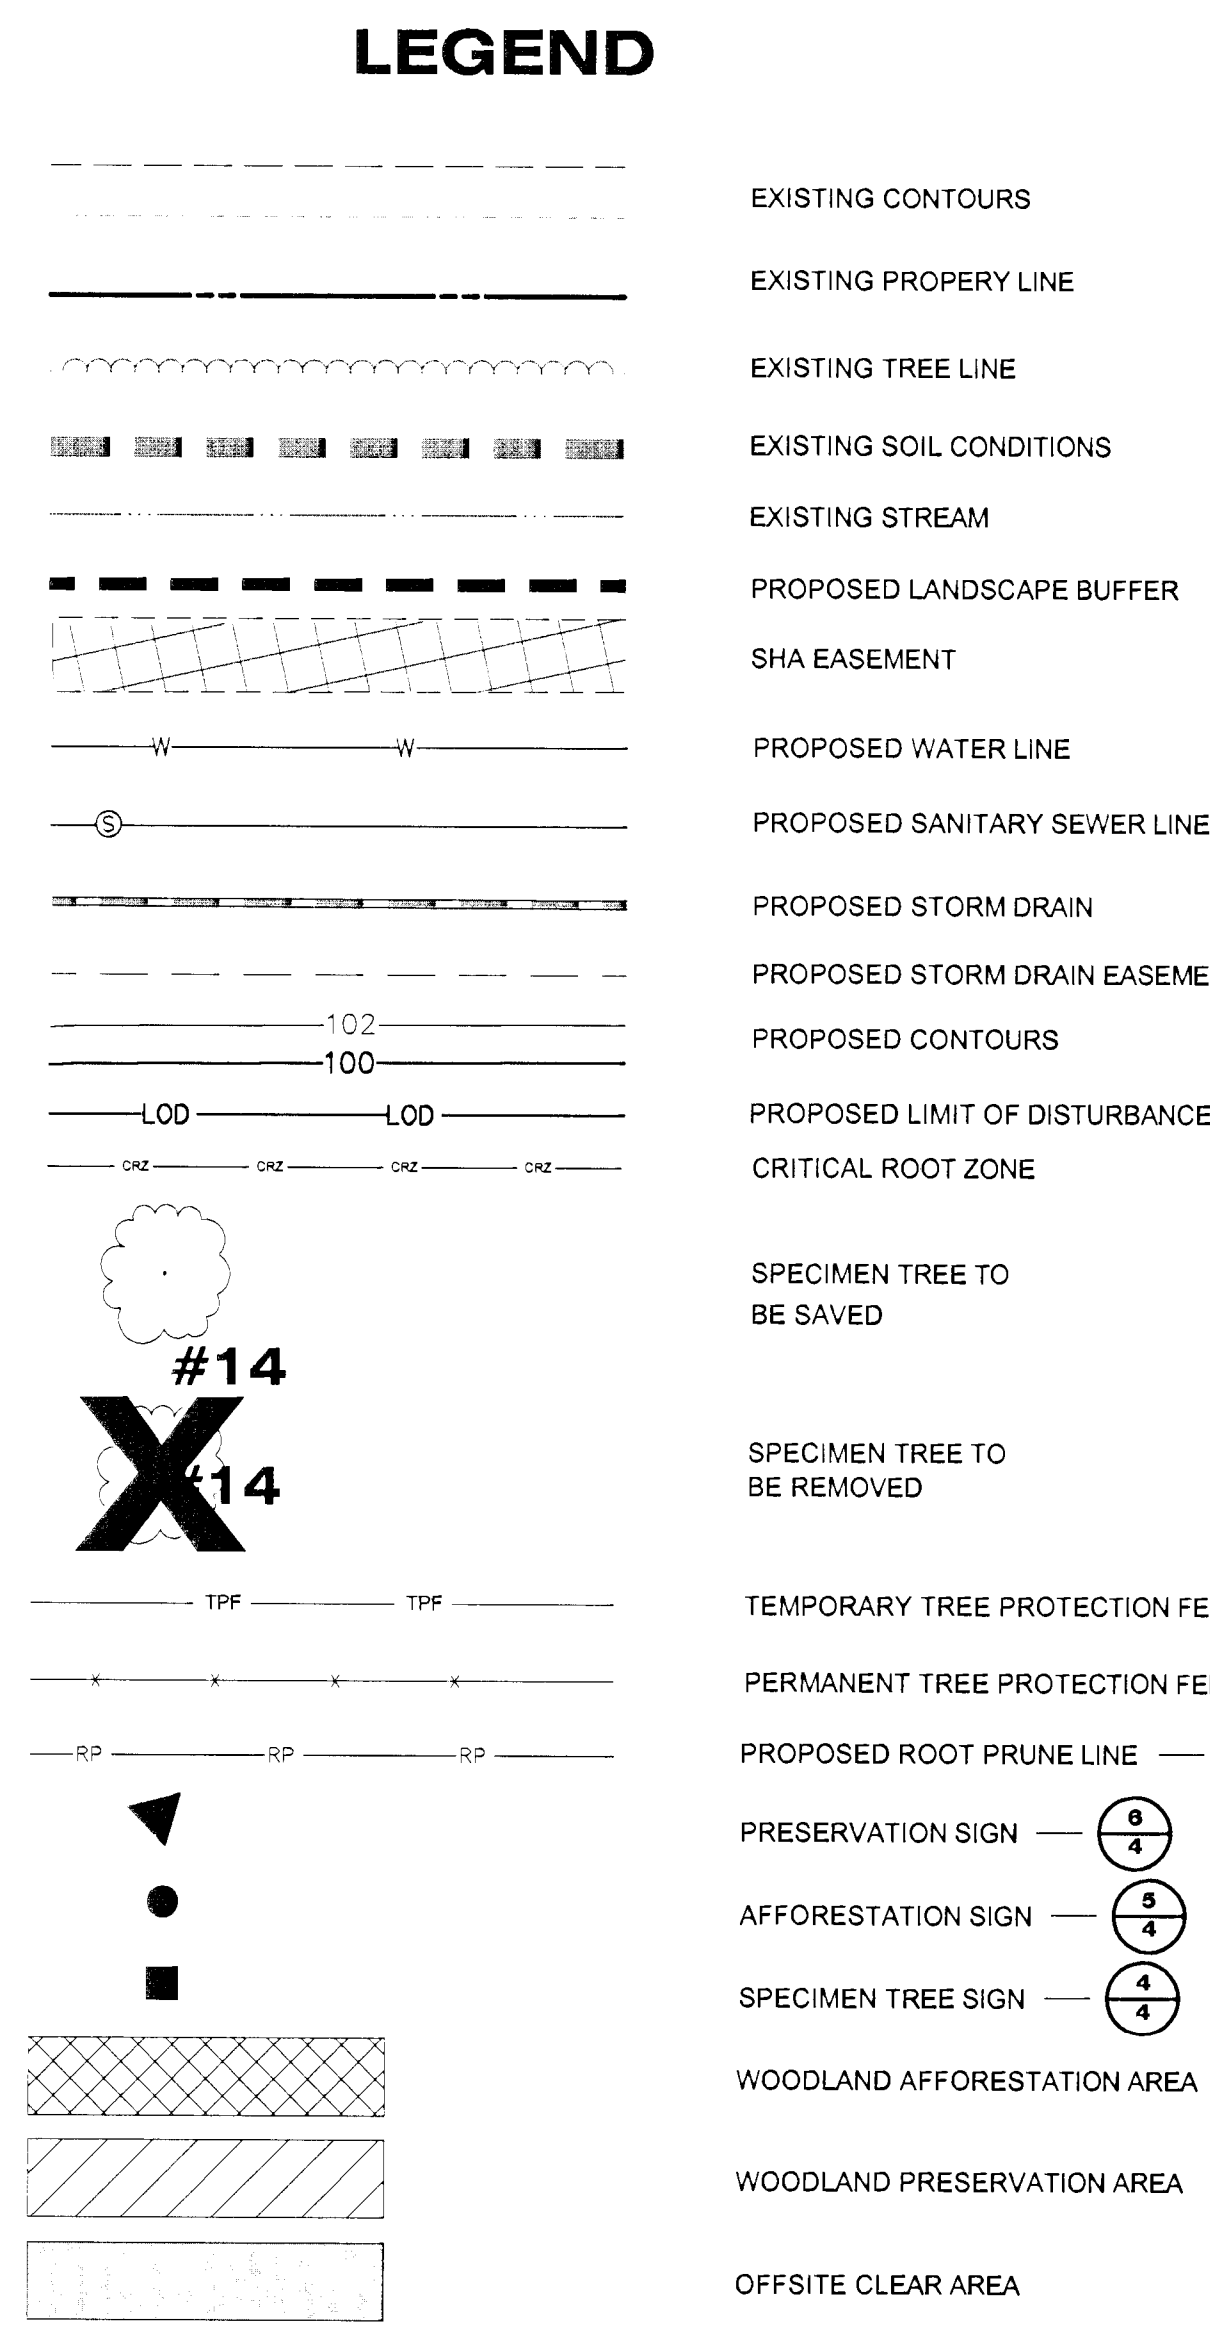 LEGEND
EXISTING CONTOURS
EXISTING PROPERY LINE
EXISTING TREE LINE
EXISTING SOIL CONDITIONS
EXISTING STREAM
PROPOSED LANDSCAPE BUFFER
SHA EASEMENT
W W PROPOSED WATER LINE
S PROPOSED SANITARY SEWER LINE
PROPOSED STORM DRAIN
PROPOSED STORM DRAIN EASEME
102
PROPOSED CONTOURS
100
LOD LOD PROPOSED LIMIT OF DISTURBANCE
CRZ CRZ CRZ CRZ CRITICAL ROOT ZONE
SPECIMEN TREE TO
BE SAVED
#14
SPECIMEN TREE TO
BE REMOVED
#14
TPF TPF TEMPORARY TREE PROTECTION FE
PERMANENT TREE PROTECTION FE
RP RP RP PROPOSED ROOT PRUNE LINE
PRESERVATION SIGN 6
4
AFFORESTATION SIGN 5
4
SPECIMEN TREE SIGN 4
4
WOODLAND AFFORESTATION AREA
WOODLAND PRESERVATION AREA
OFFSITE CLEAR AREA